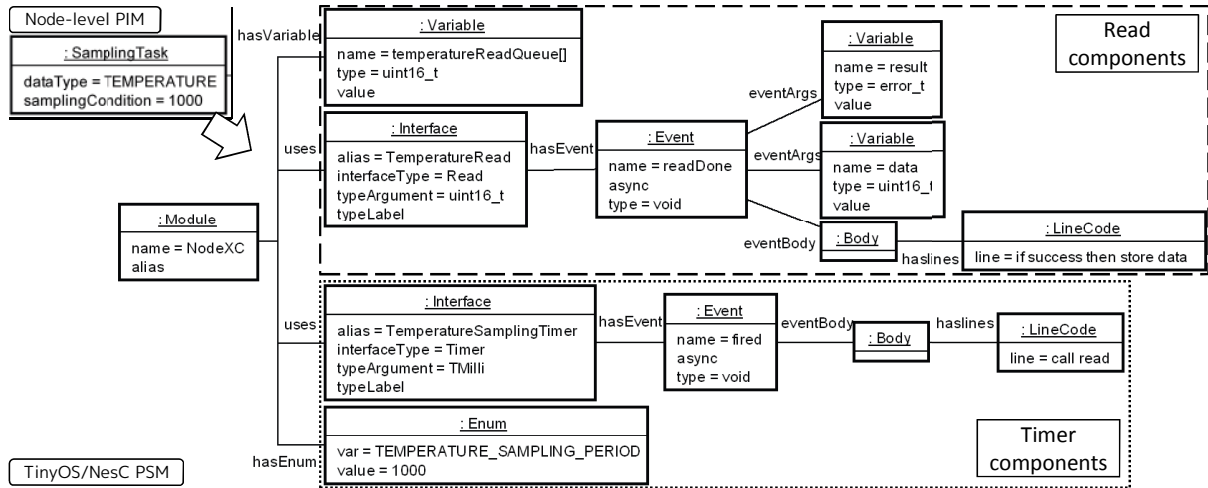 Node-level PIM
: SamplingTask
dataType = TEMPERATURE
samplingCondition = 1000
hasVariable
: Variable
name = temperatureReadQueue[]
type = uint16_t
value
Read
components
: Variable
name = result
type = error_t
value
eventArgs
uses
: Interface
alias = TemperatureRead
interfaceType = Read
typeArgument = uint16_t
typeLabel
hasEvent
: Event
name = readDone
async
type = void
eventArgs
: Variable
name = data
type = uint16_t
value
eventBody
: Body
haslines
: LineCode
line = if success then store data
: Module
name = NodeXC
alias
uses
: Interface
alias = TemperatureSamplingTimer
interfaceType = Timer
typeArgument = TMilli
typeLabel
hasEvent
: Event
name = fired
async
type = void
eventBody
: Body
haslines
: LineCode
line = call read
hasEnum
: Enum
var = TEMPERATURE_SAMPLING_PERIOD
value = 1000
Timer
components
TinyOS/NesC PSM